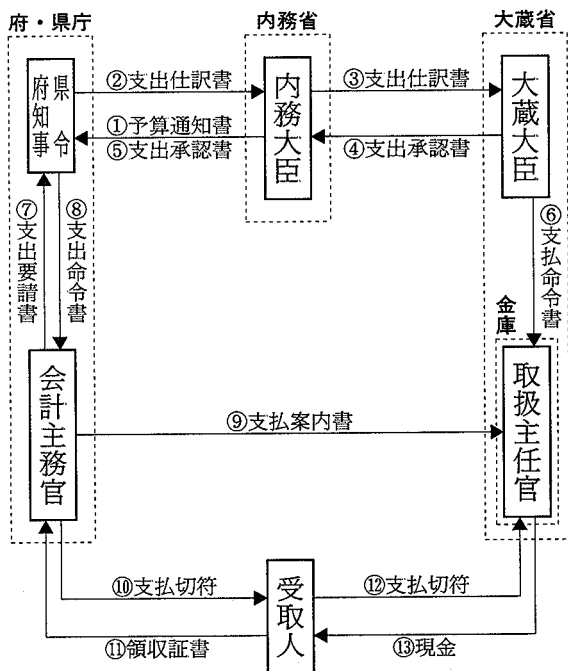 府・県庁
内務省
大蔵省
府知事
県令
②支出仕訳書
①予算通知書
⑤支出承認書
内務大臣
③支出仕訳書
④支出承認書
大蔵大臣
⑦支出要請書
⑧支出命令書
⑥支払命令書
金庫
会計主務官
⑨支払案内書
取扱主任官
⑩支払切符
⑪領収証書
受取人
⑫支払切符
⑬現金